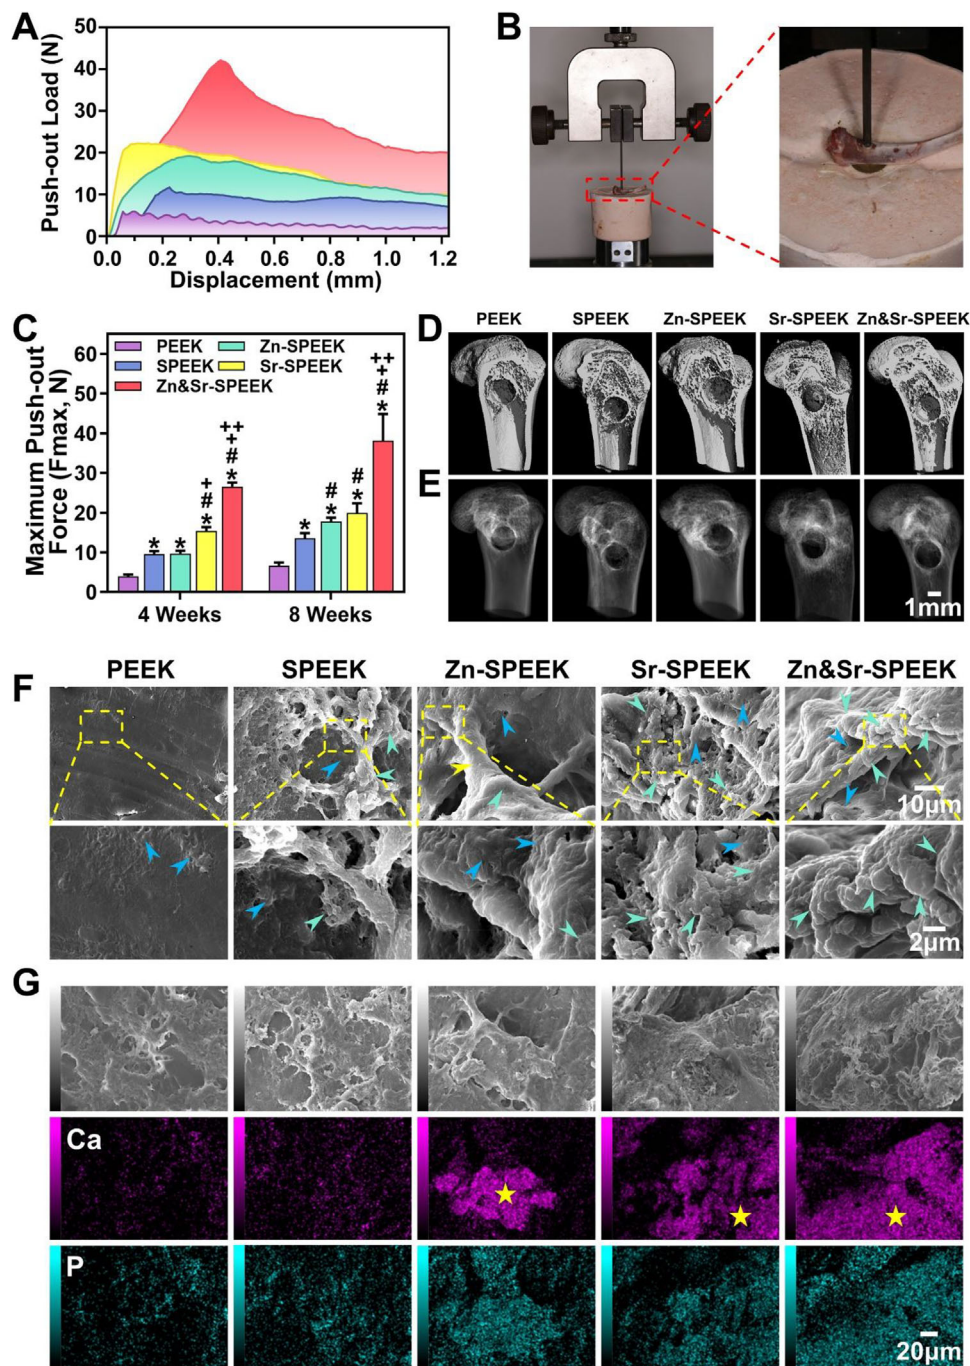 A
Push-out Load (N)
50
40
30
20
10
0
0.0 0.2 0.4 0.6 0.8 1.0 1.2
Displacement (mm)
B
C
Maximum Push-out
Force (Fmax, N)
60
50
40
30
20
10
0
PEEK
Zn-SPEEK
SPEEK
Sr-SPEEK
Zn&Sr-SPEEK
*
*
+
#
*
++
+
#
*
*
#
*
#
*
++
+
#
*
4 Weeks
8 Weeks
D
PEEK SPEEK Zn-SPEEK Sr-SPEEK Zn&Sr-SPEEK
E
1mm
F
PEEK SPEEK Zn-SPEEK Sr-SPEEK Zn&Sr-SPEEK
10μm
2μm
G
Ca
P
20μm